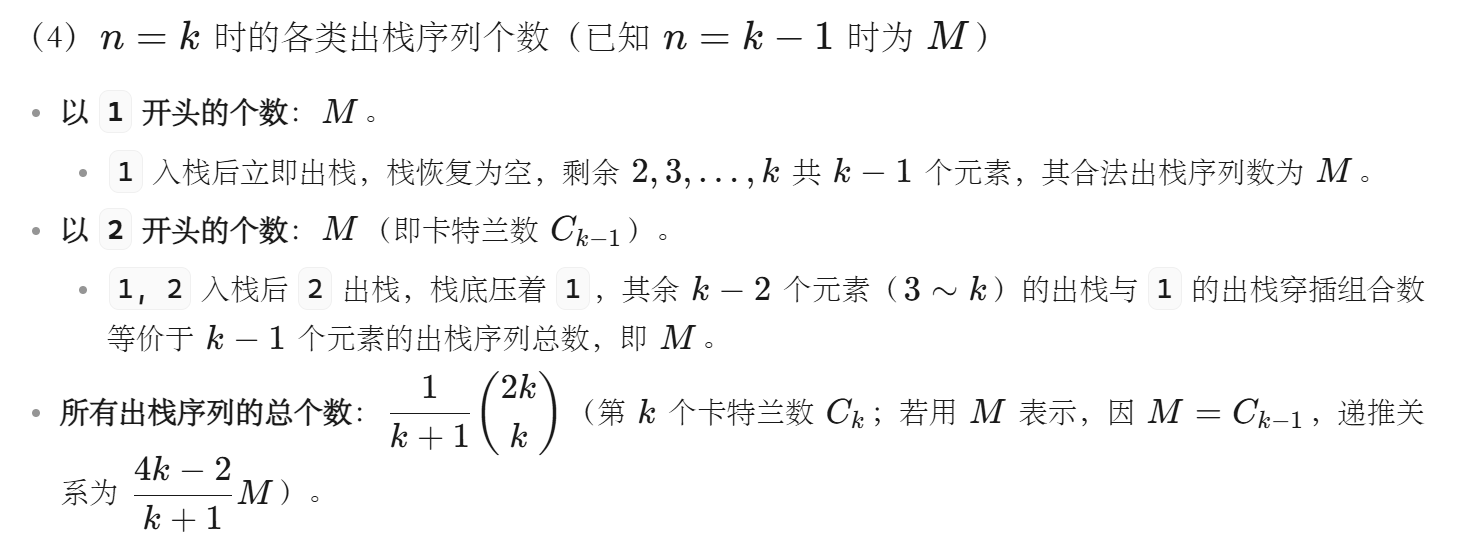 （4）n = k 时的各类出栈序列个数（已知 n = k − 1 时为 M）
• 以 1 开头的个数：M。
• 1 入栈后立即出栈，栈恢复为空，剩余 2, 3, . . . , k 共 k − 1 个元素，其合法出栈序列数为 M。
• 以 2 开头的个数：M（即卡特兰数 C_{k−1}）。
• 1, 2 入栈后 2 出栈，栈底压着 1，其余 k − 2 个元素（3 ∼ k）的出栈与 1 的出栈穿插组合数
等价于 k − 1 个元素的出栈序列总数，即 M。
• 所有出栈序列的总个数：\frac{1}{k+1}\binom{2k}{k}（第 k 个卡特兰数 C_k；若用 M 表示，因 M = C_{k−1}，递推关
系为 \frac{4k−2}{k+1}M）。